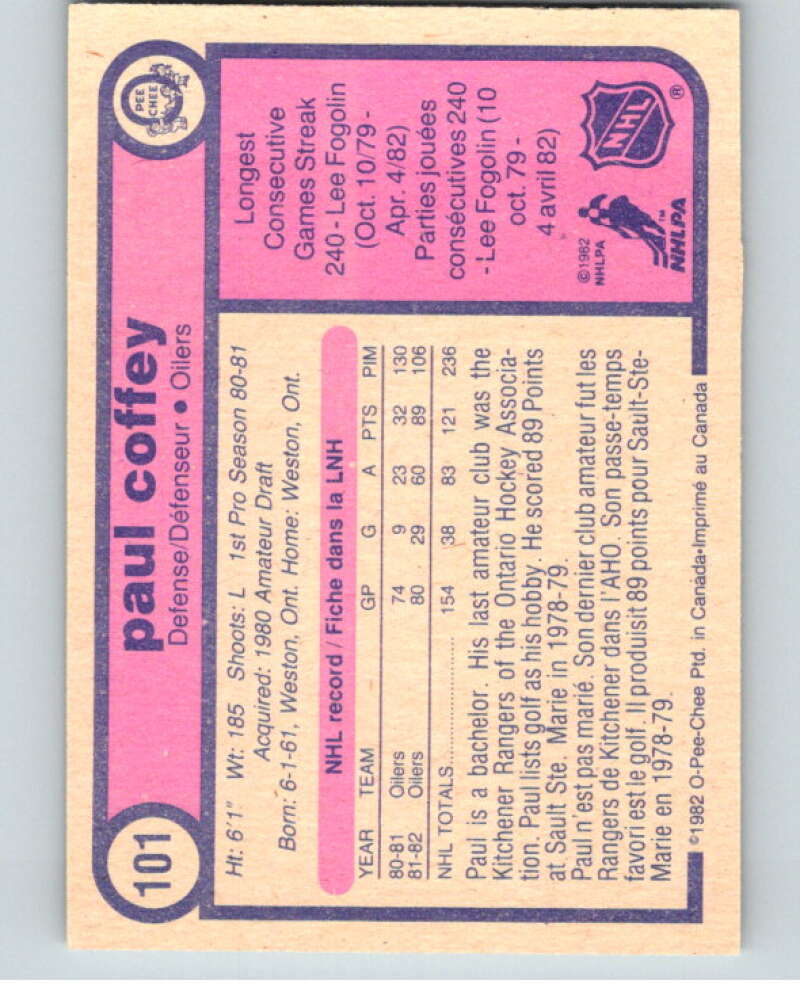 101
paul coffey
Defense/Défenseur • Oilers
O PEE CHEE
Ht: 6'1" Wt: 185 Shoots: L 1st Pro Season 80-81
Acquired: 1980 Amateur Draft
Born: 6-1-61, Weston, Ont. Home: Weston, Ont.
NHL record / Fiche dans la LNH
YEAR TEAM GP G A PTS PIM
80-81 Oilers 74 9 23 32 130
81-82 Oilers 80 29 60 89 106
NHL TOTALS.................... 154 38 83 121 236
Paul is a bachelor. His last amateur club was the
Kitchener Rangers of the Ontario Hockey Associa-
tion. Paul lists golf as his hobby. He scored 89 Points
at Sault Ste. Marie in 1978-79.
Paul n'est pas marié. Son dernier club amateur fut les
Rangers de Kitchener dans l'AHO. Son passe-temps
favori est le golf. Il produisit 89 points pour Sault-Ste-
Marie en 1978-79.
Longest
Consecutive
Games Streak
240 - Lee Fogolin
(Oct. 10/79 -
Apr. 4/82)
Parties jouées
consécutives 240
- Lee Fogolin (10
oct. 79 -
4 avril 82)
©1982
NHLPA
NHLPA™
NHL®
©1982 O-Pee-Chee Ptd. in Canada•Imprimé au Canada